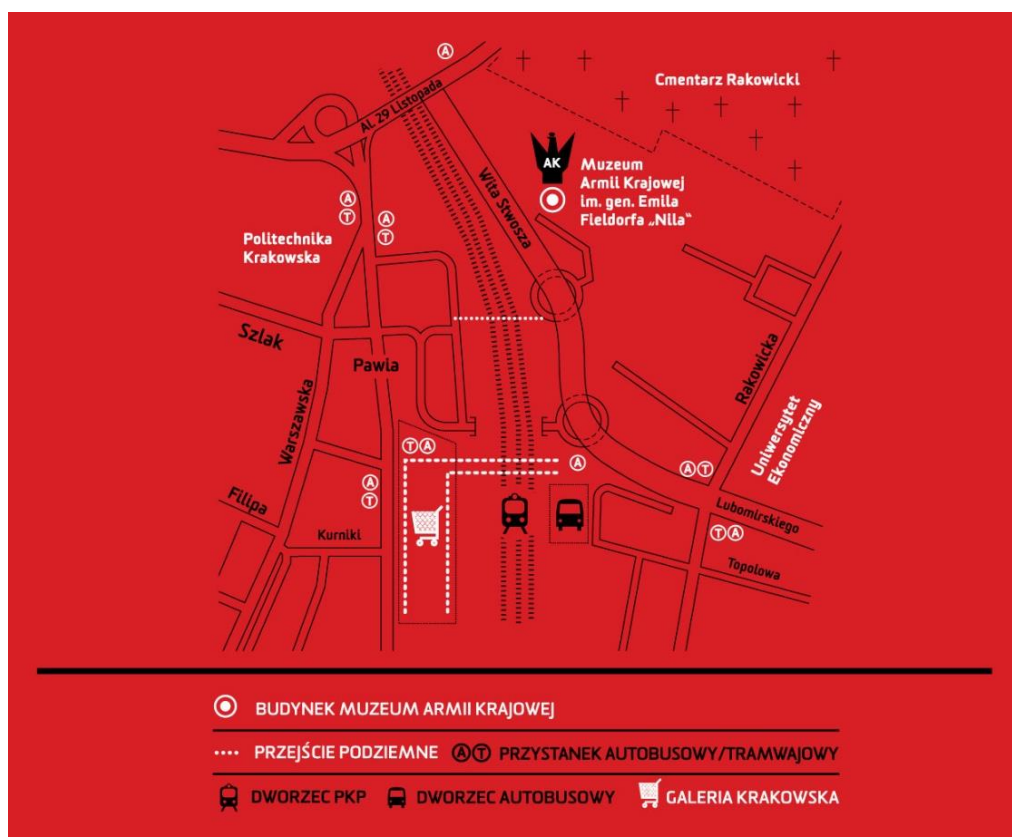 A
Cmentarz Rakowicki
AL 29 Listopada
AK
Muzeum
Armii Krajowej
im. gen. Emila
Fieldorfa „Nila”
Wita Stwosza
A
T
A
T
Politechnika
Krakowska
Szlak
Pawia
Warszawska
Rakowicka
Uniwersytet
Ekonomiczny
T A
A
A T
A
T
Filipa
Kurniki
Lubomirskiego
T A
Topolowa
BUDYNEK MUZEUM ARMII KRAJOWEJ
PRZEJŚCIE PODZIEMNE A T PRZYSTANEK AUTOBUSOWY/TRAMWAJOWY
DWORZEC PKP DWORZEC AUTOBUSOWY GALERIA KRAKOWSKA